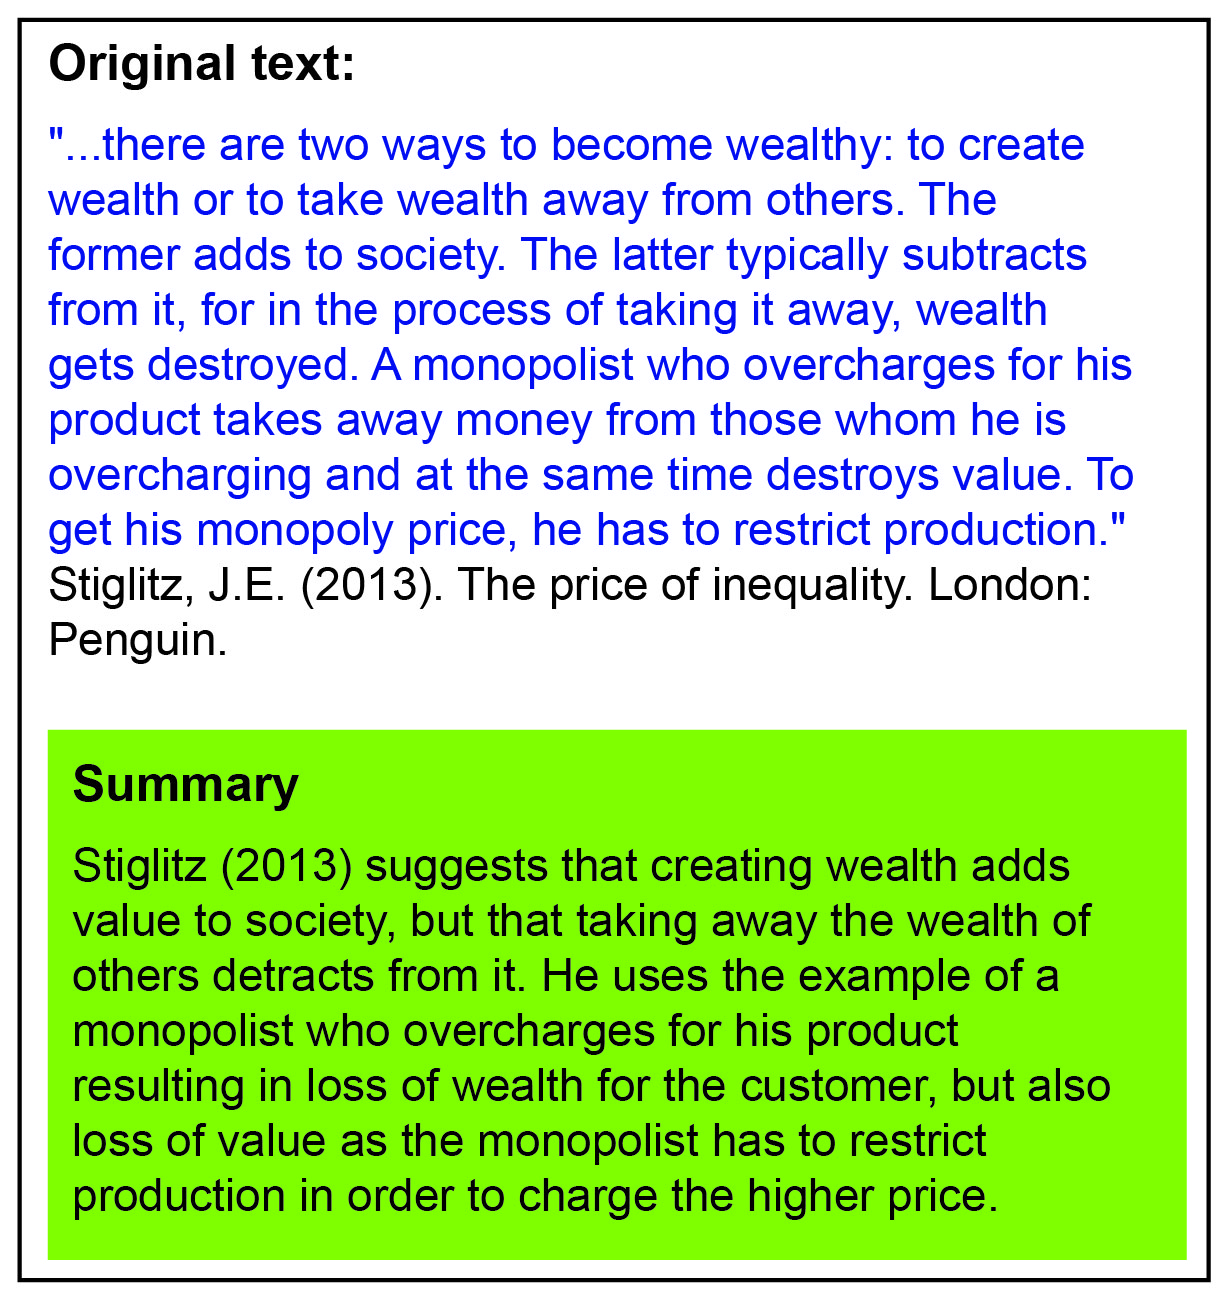 Original text:
"...there are two ways to become wealthy: to create
wealth or to take wealth away from others. The
former adds to society. The latter typically subtracts
from it, for in the process of taking it away, wealth
gets destroyed. A monopolist who overcharges for his
product takes away money from those whom he is
overcharging and at the same time destroys value. To
get his monopoly price, he has to restrict production."
Stiglitz, J.E. (2013). The price of inequality. London:
Penguin.
Summary
Stiglitz (2013) suggests that creating wealth adds
value to society, but that taking away the wealth of
others detracts from it. He uses the example of a
monopolist who overcharges for his product
resulting in loss of wealth for the customer, but also
loss of value as the monopolist has to restrict
production in order to charge the higher price.